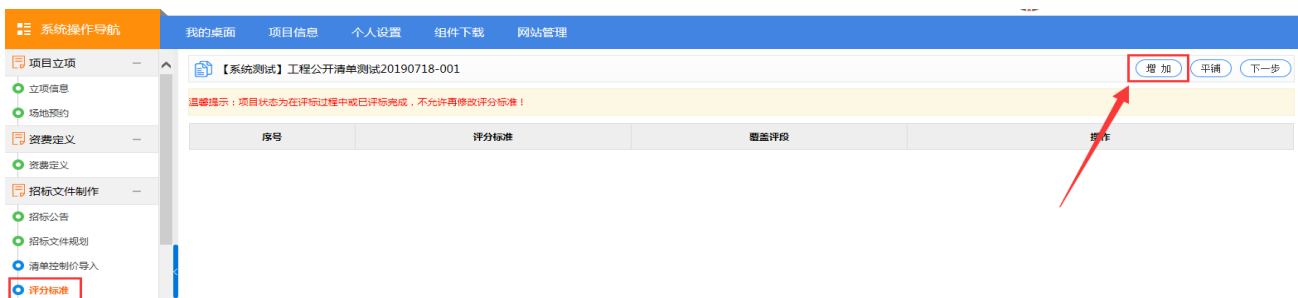 系统操作导航
我的桌面 项目信息 个人设置 组件下载 网站管理
项目立项
立项信息
场地预约
资费定义
资费定义
招标文件制作
招标公告
招标文件规划
清单控制价导入
评分标准
【系统测试】工程公开清单测试20190718-001
增 加 平铺 下一步
温馨提示：项目状态为在评标过程中或已评标完成，不允许再修改评分标准！
序号 评分标准 覆盖评段 操作